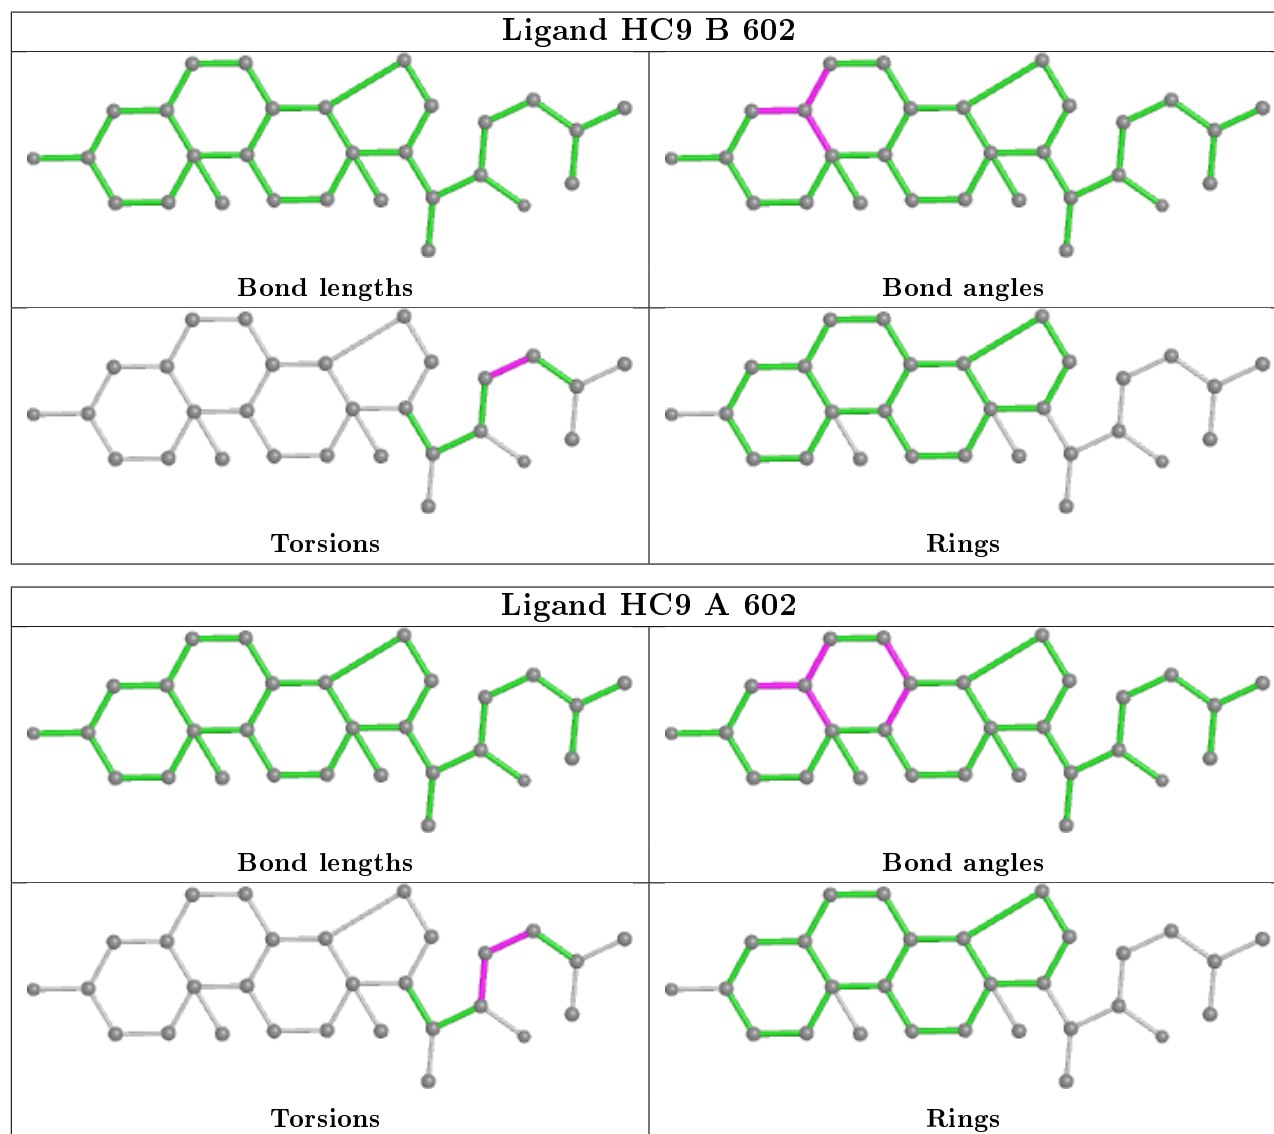 Ligand HC9 B 602
Bond lengths
Bond angles
Torsions
Rings
Ligand HC9 A 602
Bond lengths
Bond angles
Torsions
Rings